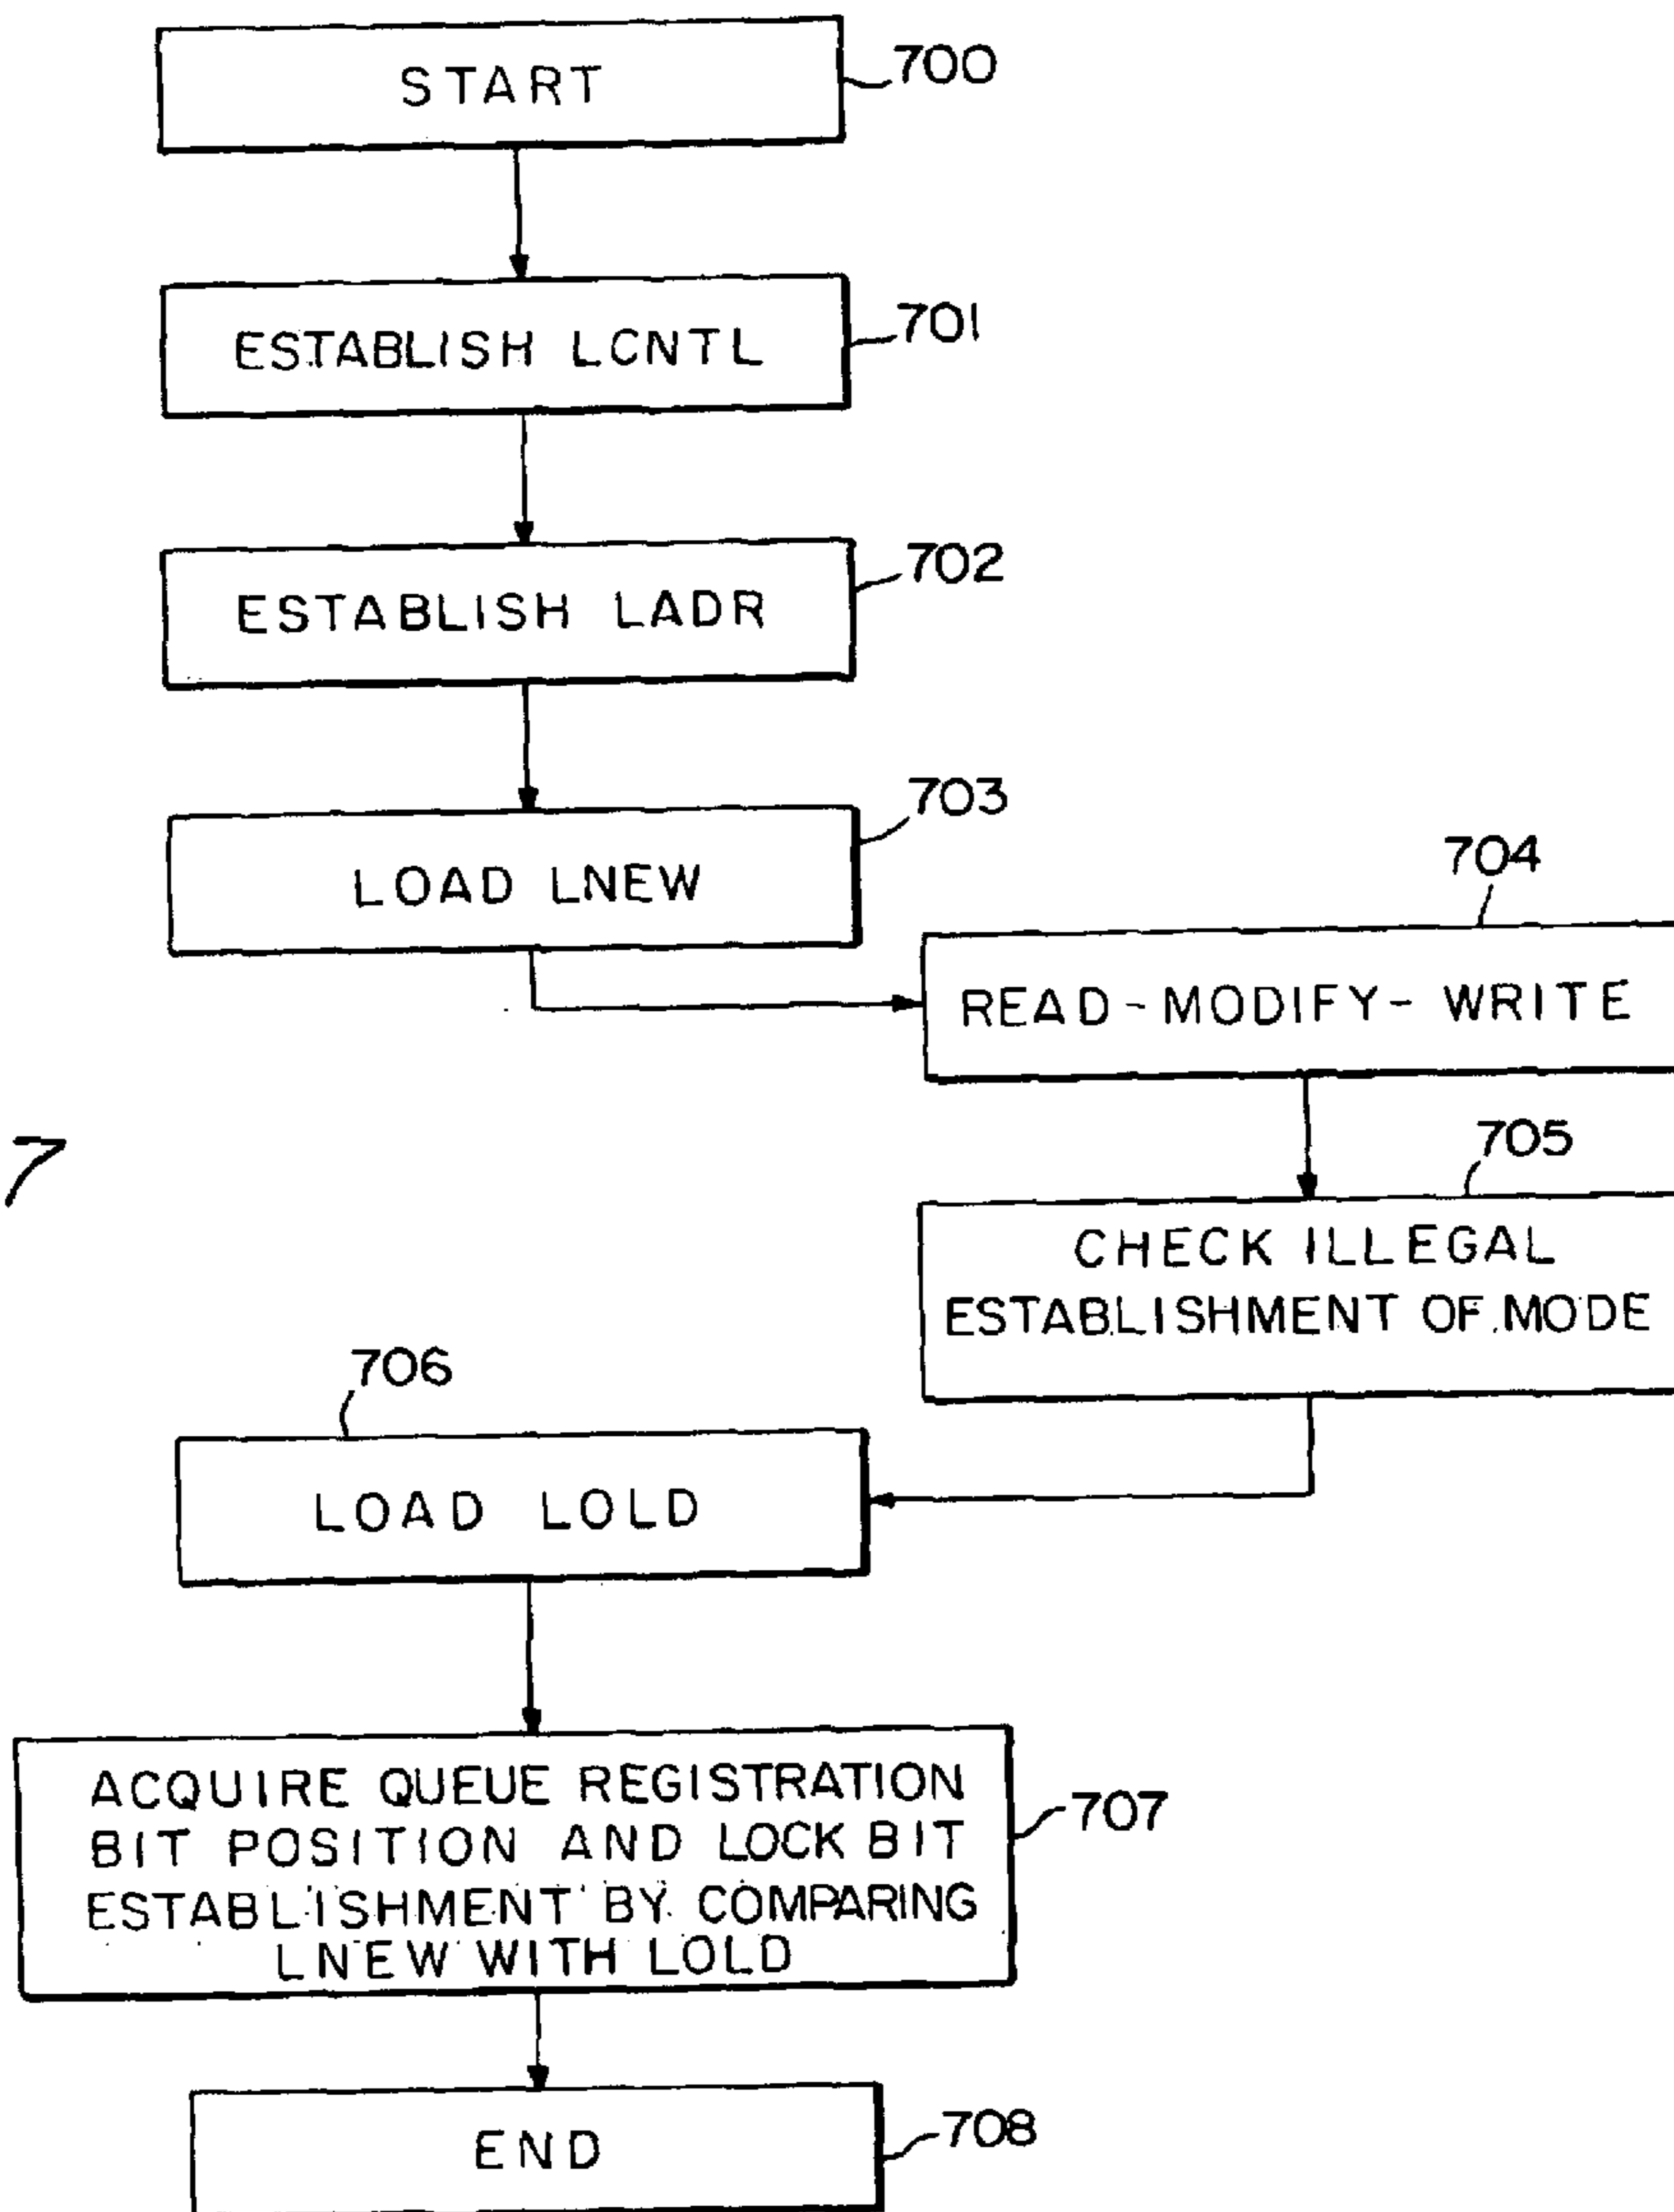 START
700
ESTABLISH LCNTL
701
ESTABLISH LADR
702
LOAD LNEW
703
704
READ-MODIFY-WRITE
7
705
CHECK ILLEGAL
ESTABLISHMENT OF MODE
706
LOAD LOLD
ACQUIRE QUEUE REGISTRATION
BIT POSITION AND LOCK BIT
ESTABLISHMENT BY COMPARING
LNEW WITH LOLD
707
END
708